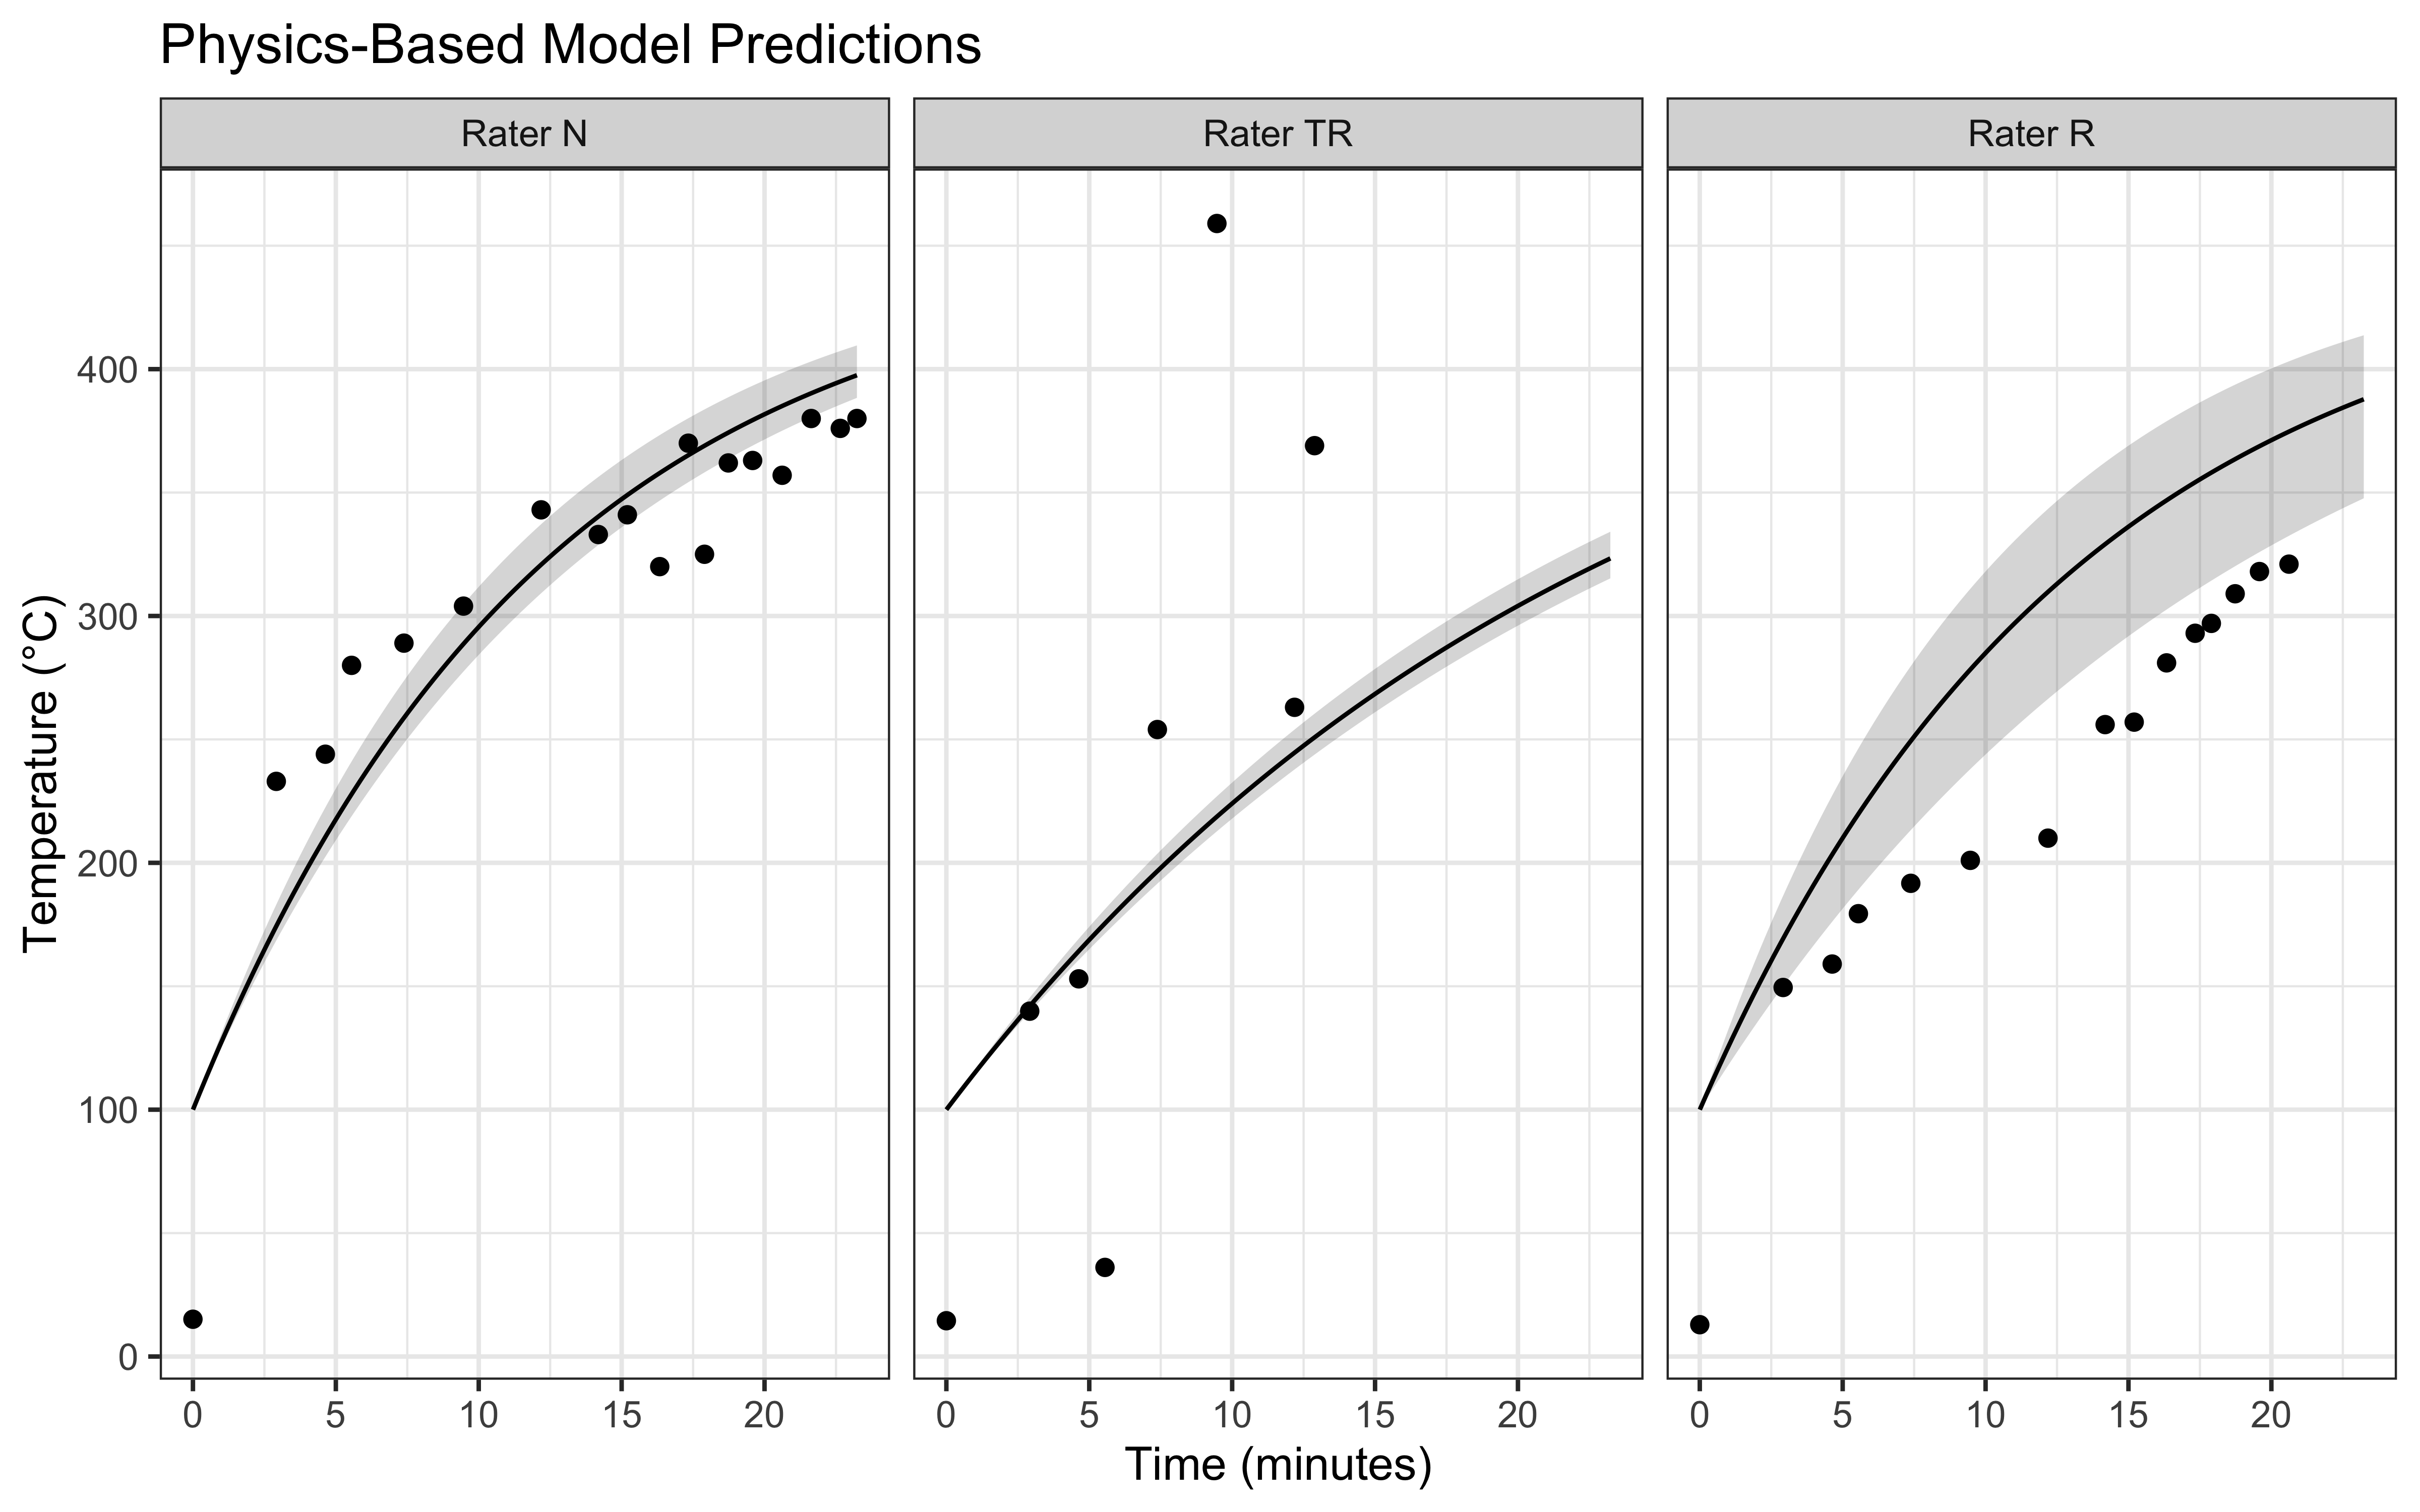 Physics-Based Model Predictions
Rater N
Rater TR
Rater R
Temperature (°C)
400
300
200
100
0
0 5 10 15 20
0 5 10 15 20
0 5 10 15 20
Time (minutes)